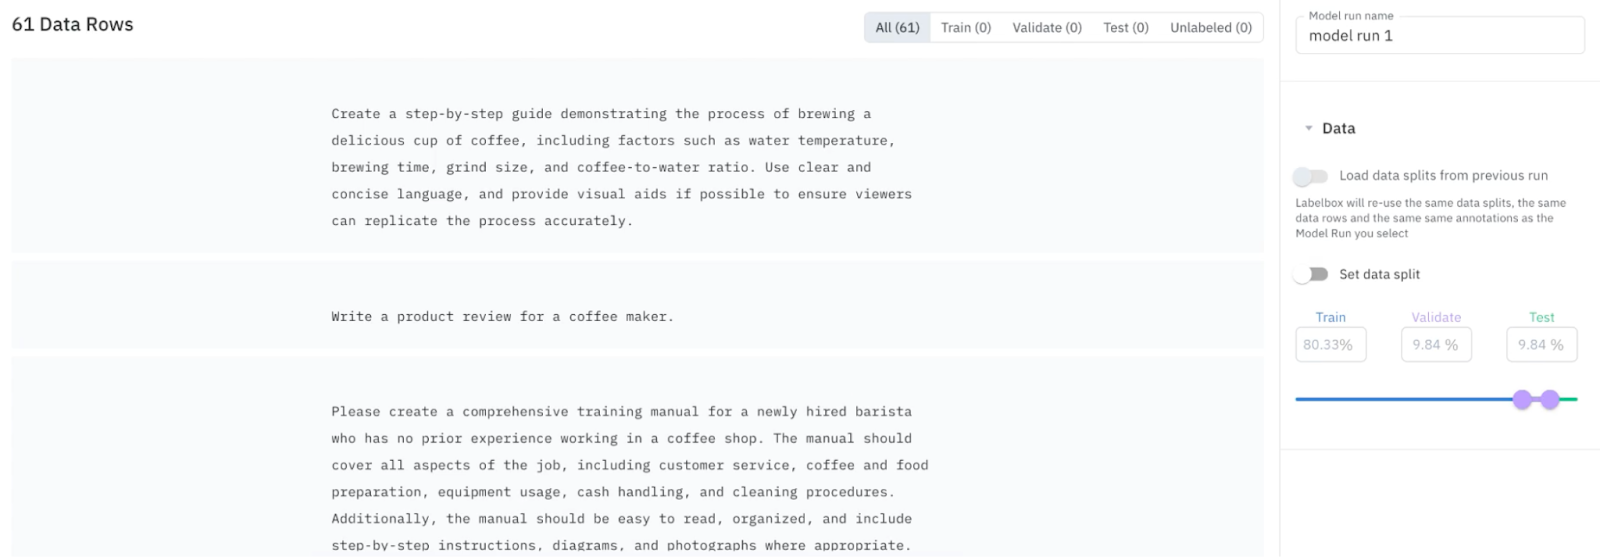 61 Data Rows
All (61) Train (0) Validate (0) Test (0) Unlabeled (0)
Create a step-by-step guide demonstrating the process of brewing a
delicious cup of coffee, including factors such as water temperature,
brewing time, grind size, and coffee-to-water ratio. Use clear and
concise language, and provide visual aids if possible to ensure viewers
can replicate the process accurately.
Write a product review for a coffee maker.
Please create a comprehensive training manual for a newly hired barista
who has no prior experience working in a coffee shop. The manual should
cover all aspects of the job, including customer service, coffee and food
preparation, equipment usage, cash handling, and cleaning procedures.
Additionally, the manual should be easy to read, organized, and include
step-by-step instructions, diagrams, and photographs where appropriate.
Model run name
model run 1
Data
Load data splits from previous run
Labelbox will re-use the same data splits, the same
data rows and the same same annotations as the
Model Run you select
Set data split
Train Validate Test
80.33% 9.84 % 9.84 %